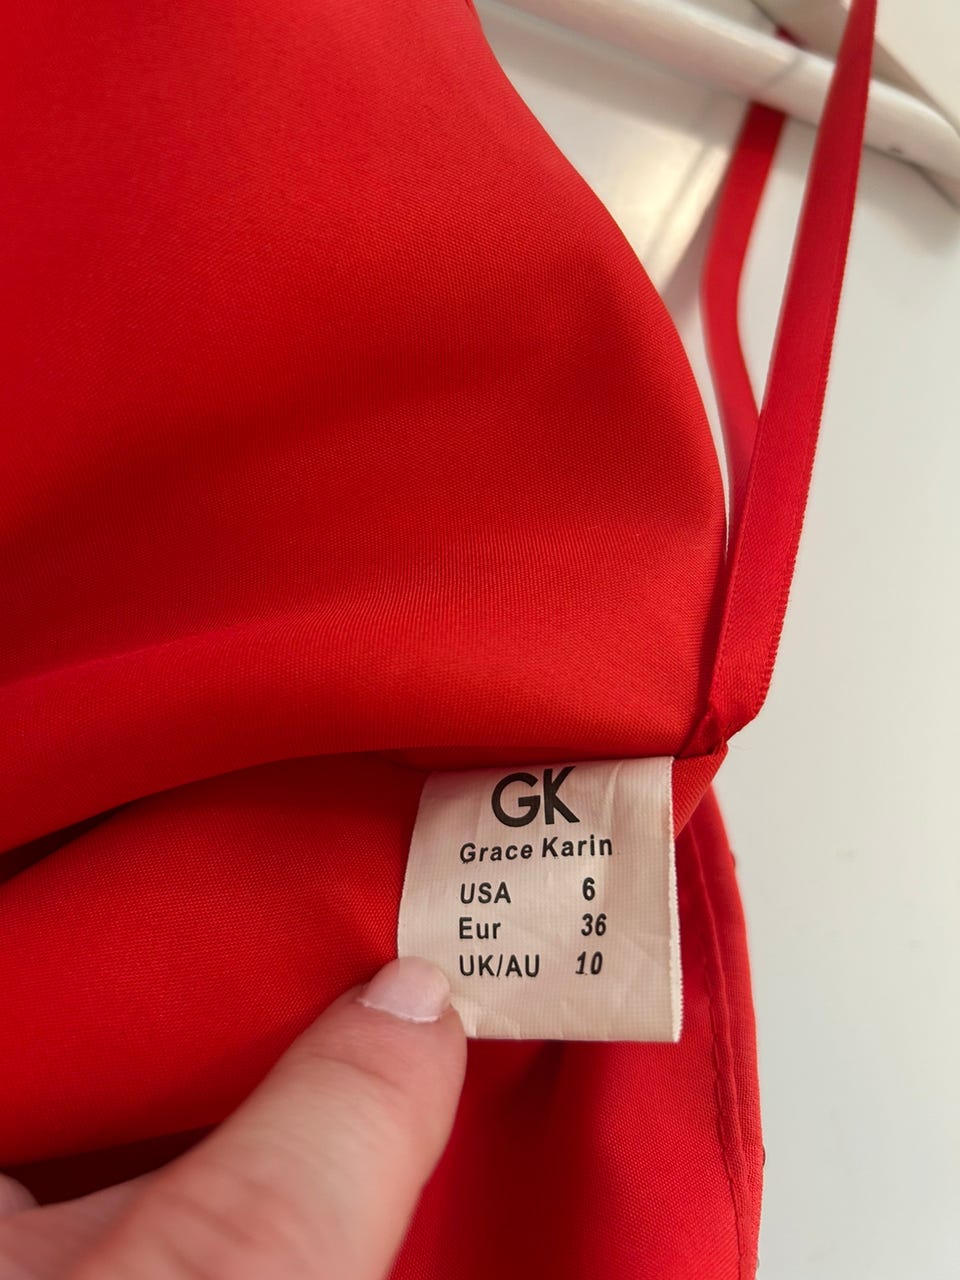 GK
Grace Karin
USA 6
Eur 36
UK/AU 10